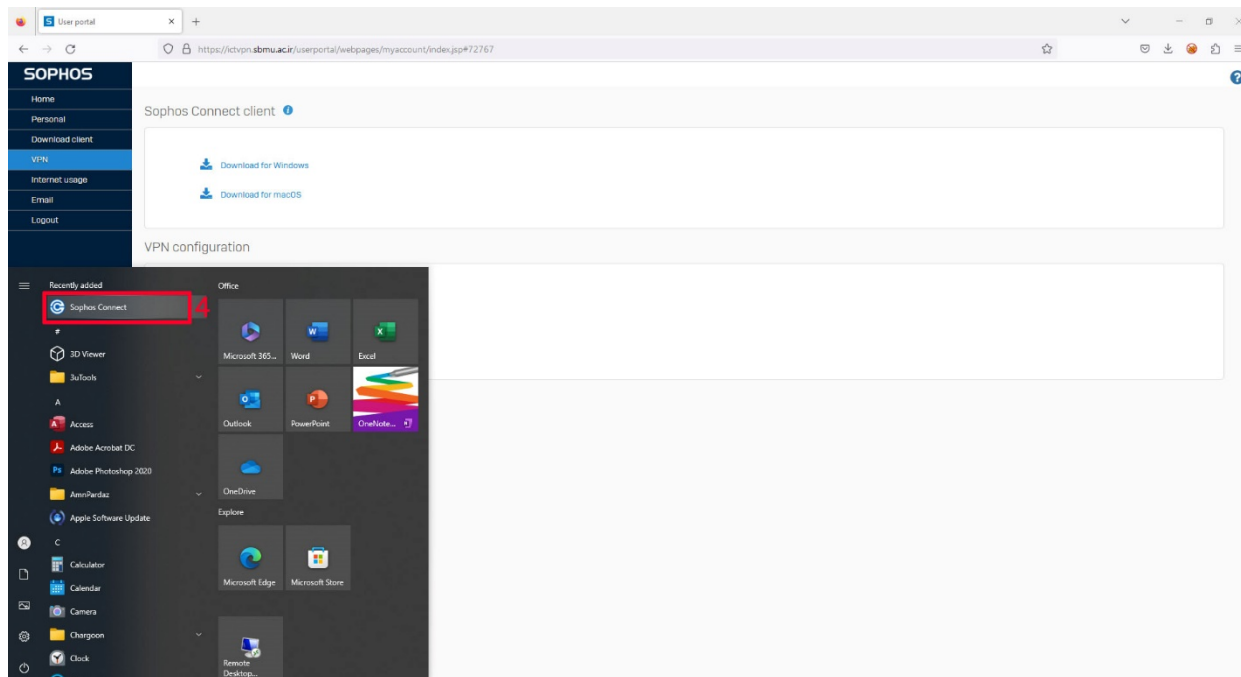 User portal
https://ictvpn.sbmu.ac.ir/userportal/webpages/myaccount/index.jsp#72767
SOPHOS
Home
Personal
Download client
VPN
Internet usage
Email
Logout
Sophos Connect client
Download for Windows
Download for macOS
VPN configuration
Recently added
Sophos Connect
4
#
3D Viewer
3uTools
A
Access
Adobe Acrobat DC
Adobe Photoshop 2020
AmnPardaz
Apple Software Update
C
Calculator
Calendar
Camera
Chargoon
Clock
Office
Microsoft 365... Word Excel
Outlook PowerPoint OneNote...
OneDrive
Explore
Microsoft Edge Microsoft Store
Remote
Desktop...